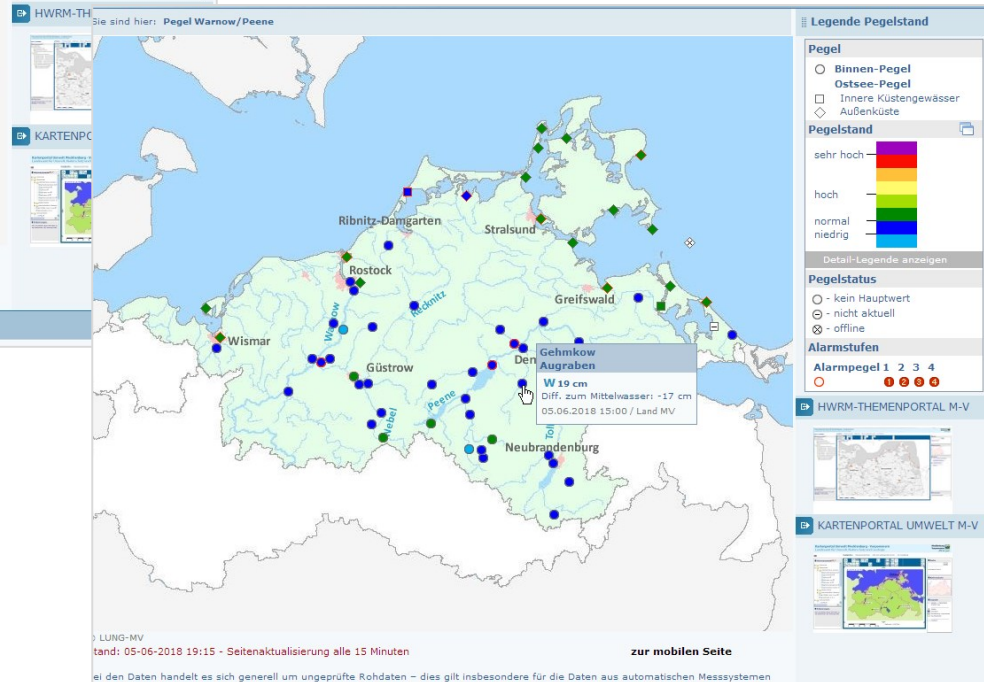 HWRM-TH
KARTENPO
Sie sind hier: Pegel Warnow/Peene
Ribnitz-Damgarten
Stralsund
Rostock
Recknitz
Greifswald
Warnow
Wismar
Güstrow
Peene
Nebel
Neubrandenburg
Gehmkow
Augraben
W 19 cm
Diff. zum Mittelwasser: -17 cm
05.06.2018 15:00 / Land MV
LUNG-MV
tand: 05-06-2018 19:15 - Seitenaktualisierung alle 15 Minuten
zur mobilen Seite
ei den Daten handelt es sich generell um ungeprüfte Rohdaten – dies gilt insbesondere für die Daten aus automatischen Messsystemen
Legende Pegelstand
Pegel
Binnen-Pegel
Ostsee-Pegel
Innere Küstengewässer
Außenküste
Pegelstand
sehr hoch
hoch
normal
niedrig
Detail-Legende anzeigen
Pegelstatus
- kein Hauptwert
- nicht aktuell
- offline
Alarmstufen
Alarmpegel 1 2 3 4
1 2 3 4
HWRM-THEMENPORTAL M-V
KARTENPORTAL UMWELT M-V